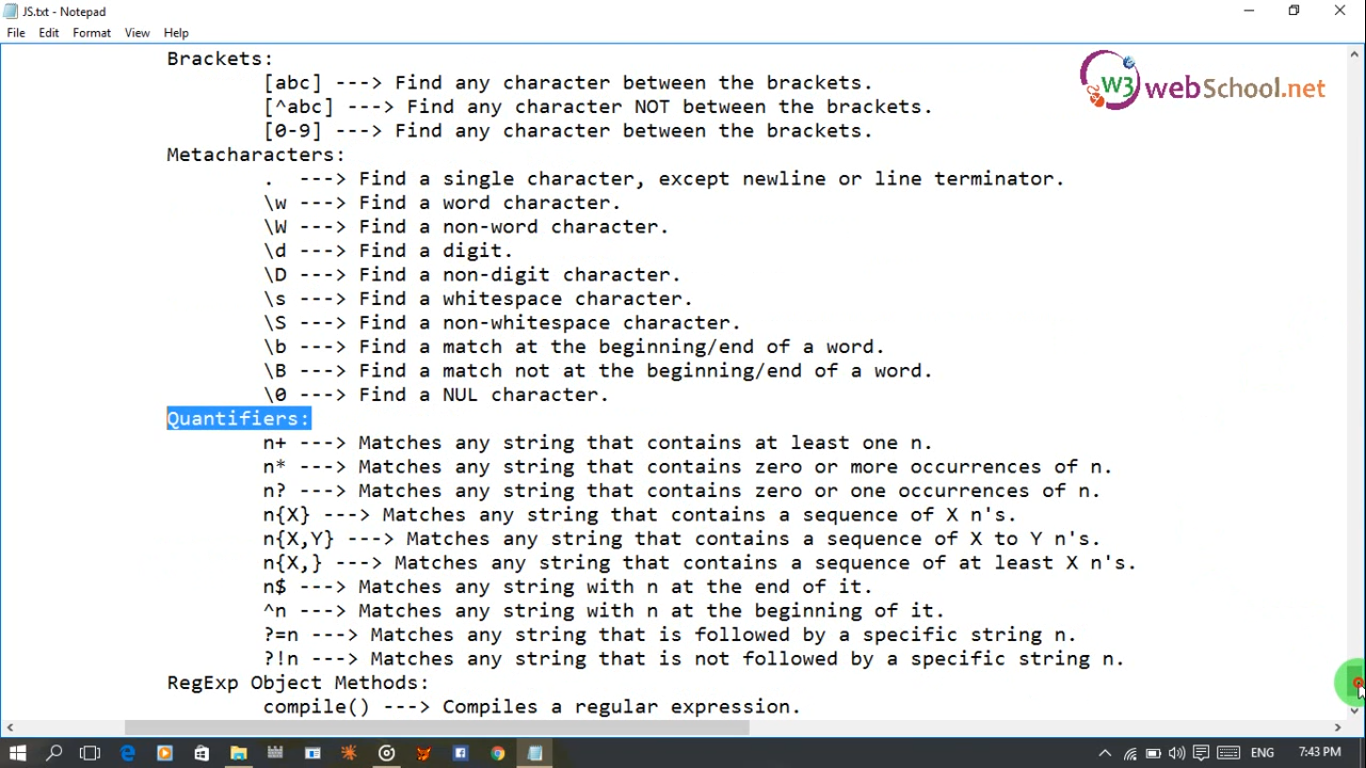 JS.txt - Notepad
File Edit Format View Help
W3 webSchool.net
Brackets:
[abc] ---> Find any character between the brackets.
[^abc] ---> Find any character NOT between the brackets.
[0-9] ---> Find any character between the brackets.
Metacharacters:
. ---> Find a single character, except newline or line terminator.
\w ---> Find a word character.
\W ---> Find a non-word character.
\d ---> Find a digit.
\D ---> Find a non-digit character.
\s ---> Find a whitespace character.
\S ---> Find a non-whitespace character.
\b ---> Find a match at the beginning/end of a word.
\B ---> Find a match not at the beginning/end of a word.
\0 ---> Find a NUL character.
Quantifiers:
n+ ---> Matches any string that contains at least one n.
n* ---> Matches any string that contains zero or more occurrences of n.
n? ---> Matches any string that contains zero or one occurrences of n.
n{X} ---> Matches any string that contains a sequence of X n's.
n{X,Y} ---> Matches any string that contains a sequence of X to Y n's.
n{X,} ---> Matches any string that contains a sequence of at least X n's.
n$ ---> Matches any string with n at the end of it.
^n ---> Matches any string with n at the beginning of it.
?=n ---> Matches any string that is followed by a specific string n.
?!n ---> Matches any string that is not followed by a specific string n.
RegExp Object Methods:
compile() ---> Compiles a regular expression.
ENG 7:43 PM